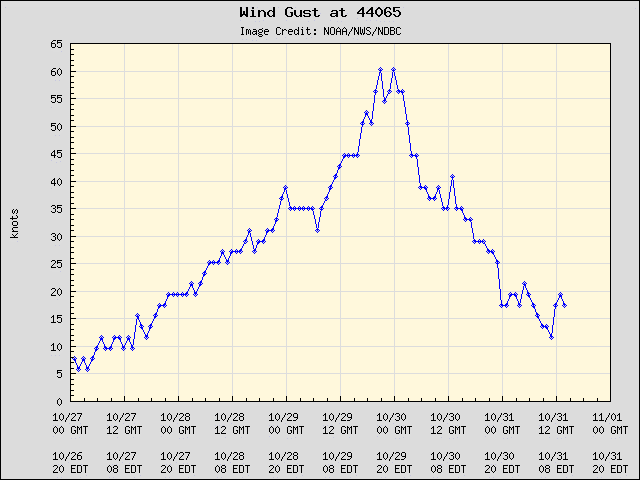 Wind Gust at 44065
Image Credit: NOAA/NWS/NDBC
65
60
55
50
45
40
35
30
25
20
15
10
5
0
knots
10/27 10/27 10/28 10/28 10/29 10/29 10/30 10/30 10/31 10/31 11/01
00 GMT 12 GMT 00 GMT 12 GMT 00 GMT 12 GMT 00 GMT 12 GMT 00 GMT 12 GMT 00 GMT
10/26 10/27 10/27 10/28 10/28 10/29 10/29 10/30 10/30 10/31 10/31
20 EDT 08 EDT 20 EDT 08 EDT 20 EDT 08 EDT 20 EDT 08 EDT 20 EDT 08 EDT 20 EDT